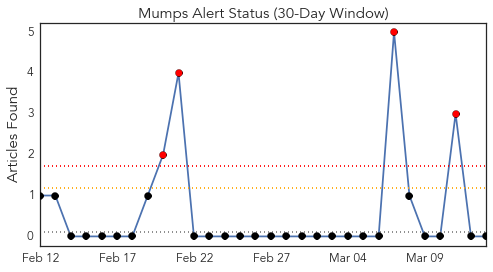 Mumps Alert Status (30-Day Window)
Articles Found
5
4
3
2
1
0
Feb 12 Feb 17 Feb 22 Feb 27 Mar 04 Mar 09